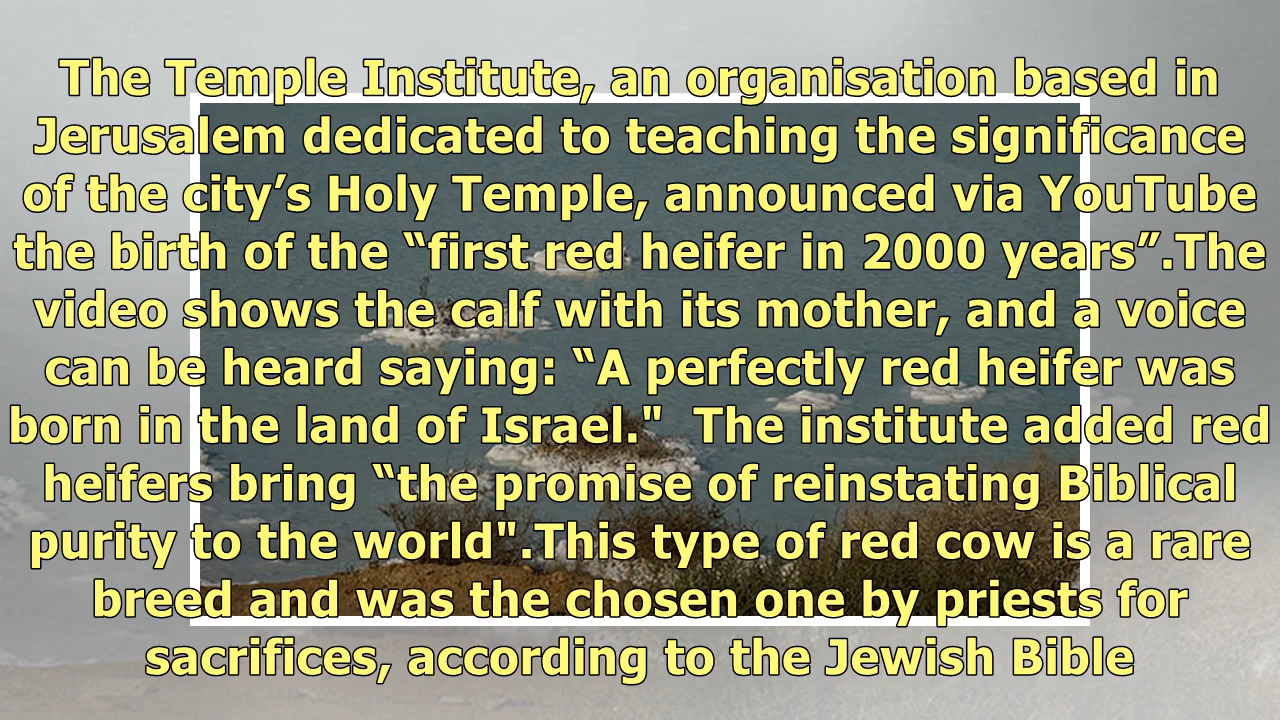 The Temple Institute, an organisation based in
Jerusalem dedicated to teaching the significance
of the city’s Holy Temple, announced via YouTube
the birth of the “first red heifer in 2000 years”.The
video shows the calf with its mother, and a voice
can be heard saying: “A perfectly red heifer was
born in the land of Israel."  The institute added red
heifers bring “the promise of reinstating Biblical
purity to the world".This type of red cow is a rare
breed and was the chosen one by priests for
sacrifices, according to the Jewish Bible